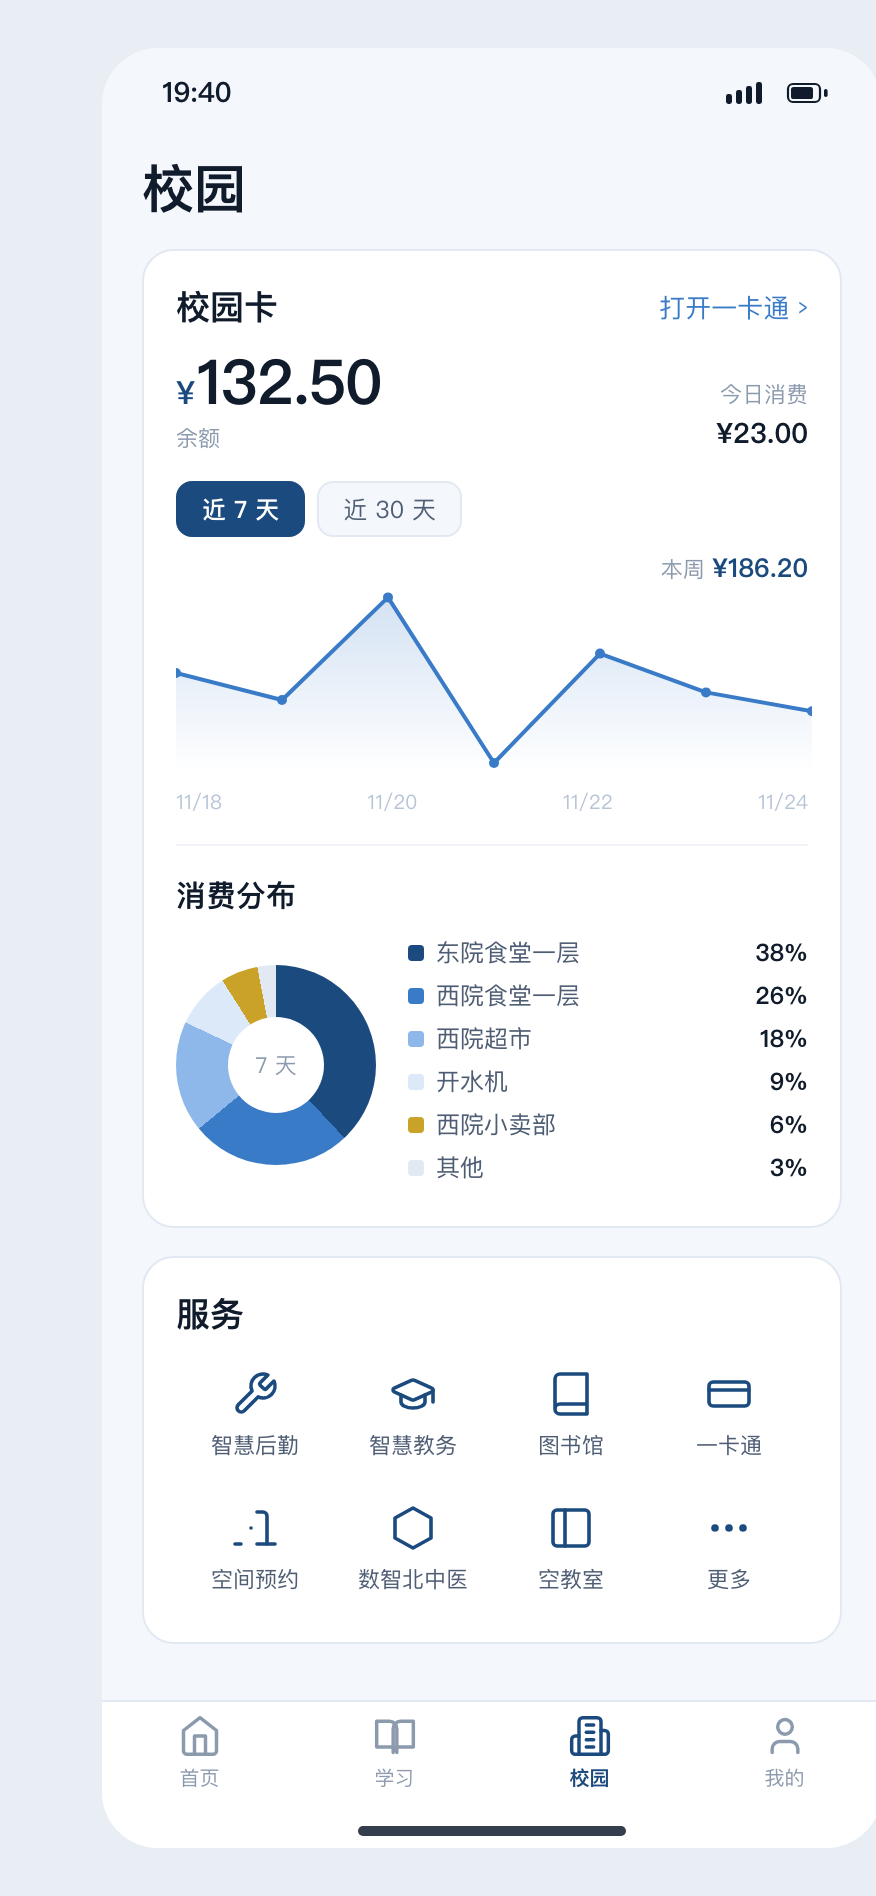 19:40
校园
校园卡
打开一卡通 >
¥132.50
今日消费
余额
¥23.00
近 7 天
近 30 天
本周 ¥186.20
11/18
11/20
11/22
11/24
消费分布
7 天
东院食堂一层 38%
西院食堂一层 26%
西院超市 18%
开水机 9%
西院小卖部 6%
其他 3%
服务
智慧后勤
智慧教务
图书馆
一卡通
空间预约
数智北中医
空教室
更多
首页
学习
校园
我的